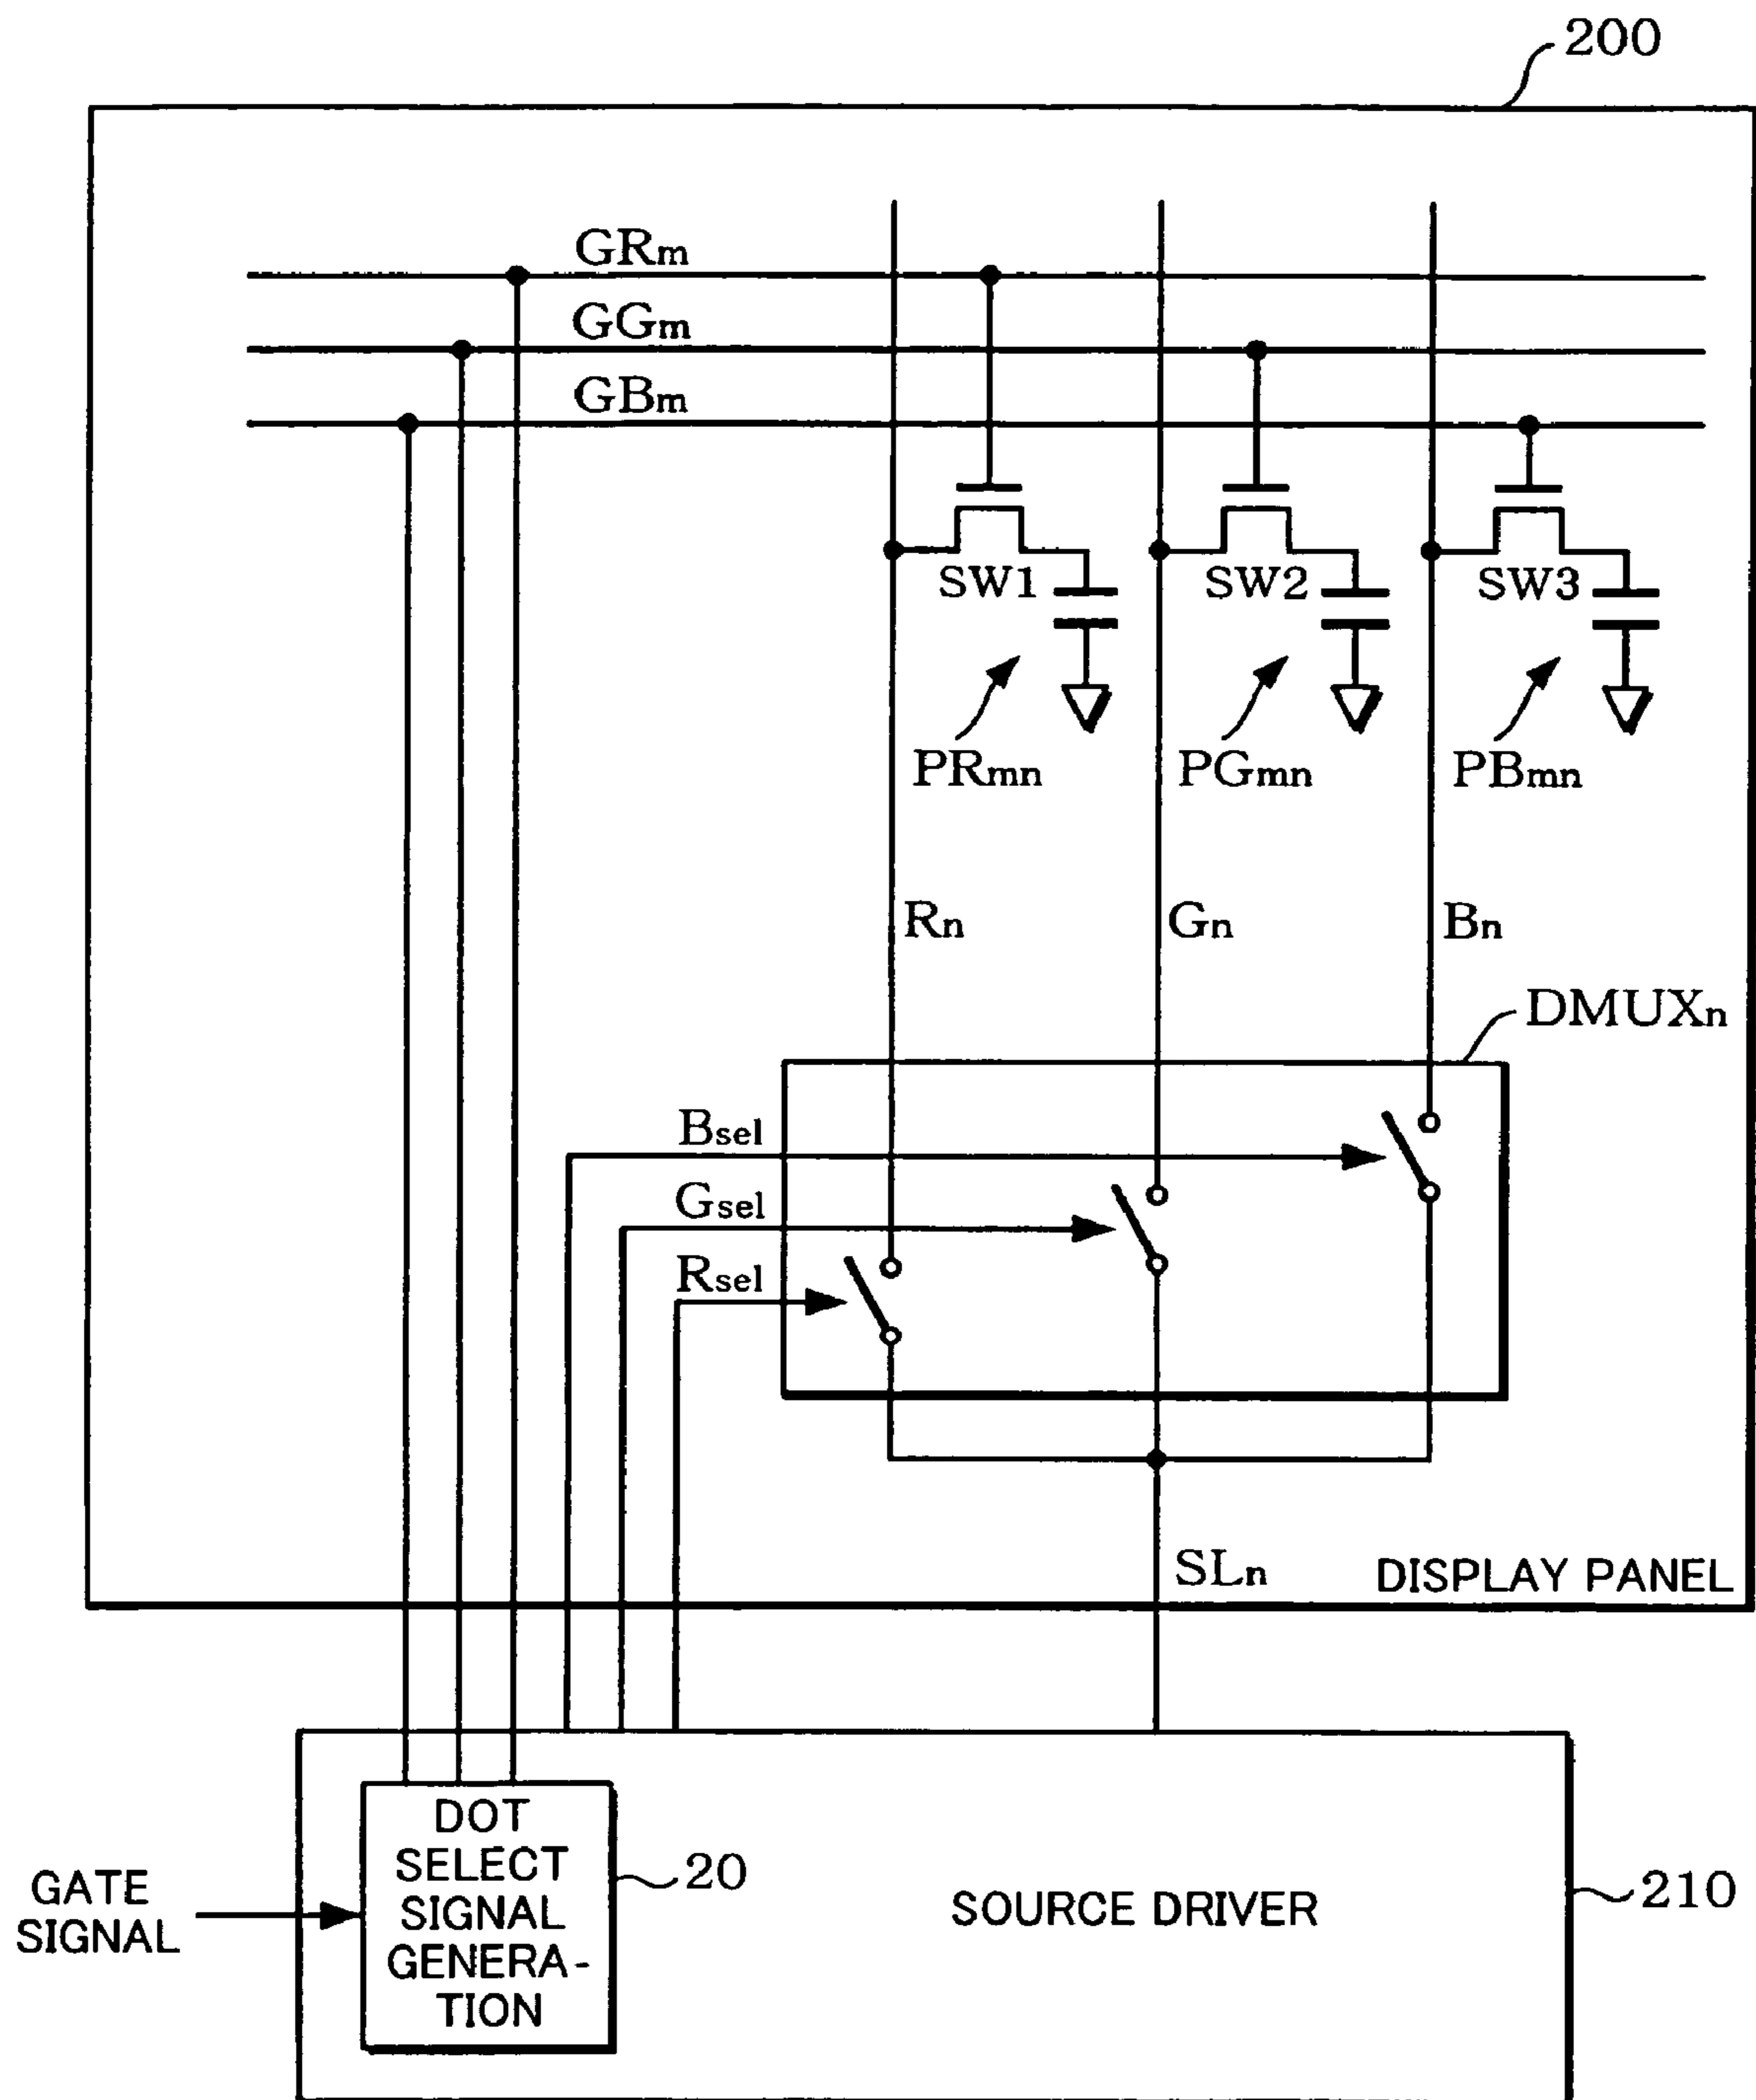 200
GRm
GGm
GBm
SW1
SW2
SW3
PRmn
PGmn
PBmn
Rn
Gn
Bn
DMUXn
Bsel
Gsel
Rsel
SLn
DISPLAY PANEL
DOT
SELECT
SIGNAL
GENERA-
TION
20
GATE
SIGNAL
SOURCE DRIVER
210